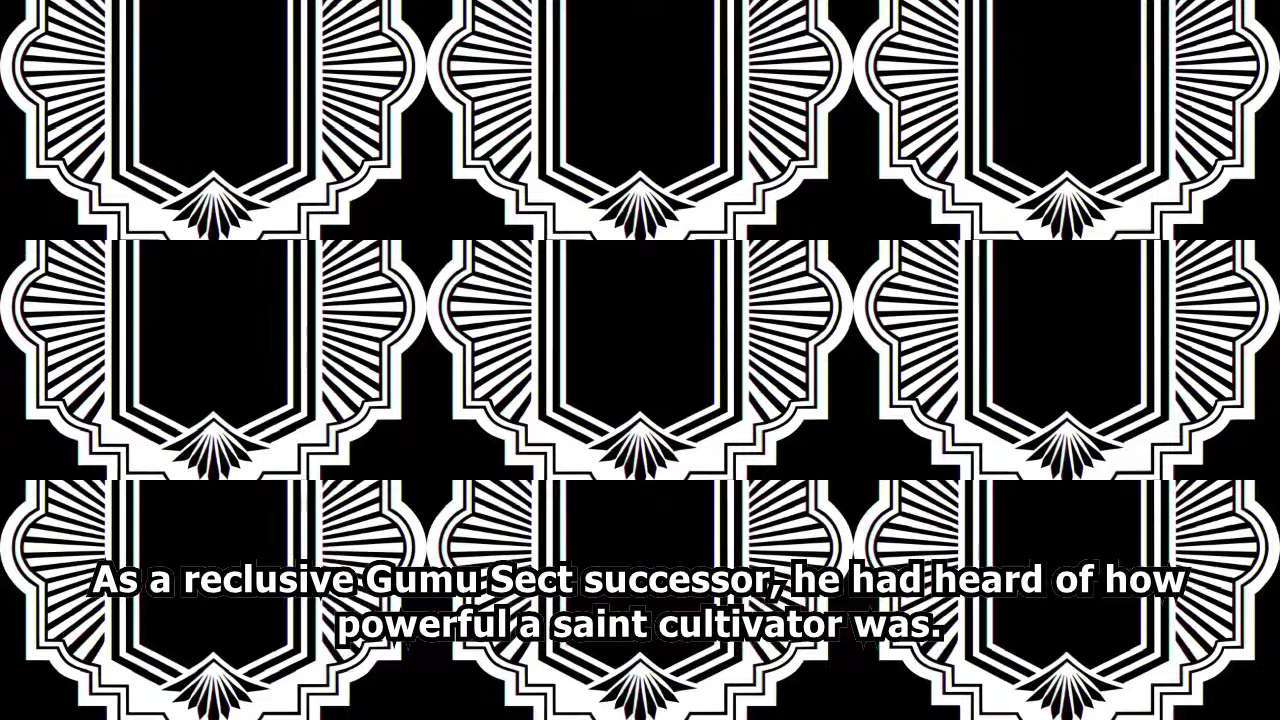 As a reclusive Gumu Sect successor, he had heard of how
powerful a saint cultivator was.